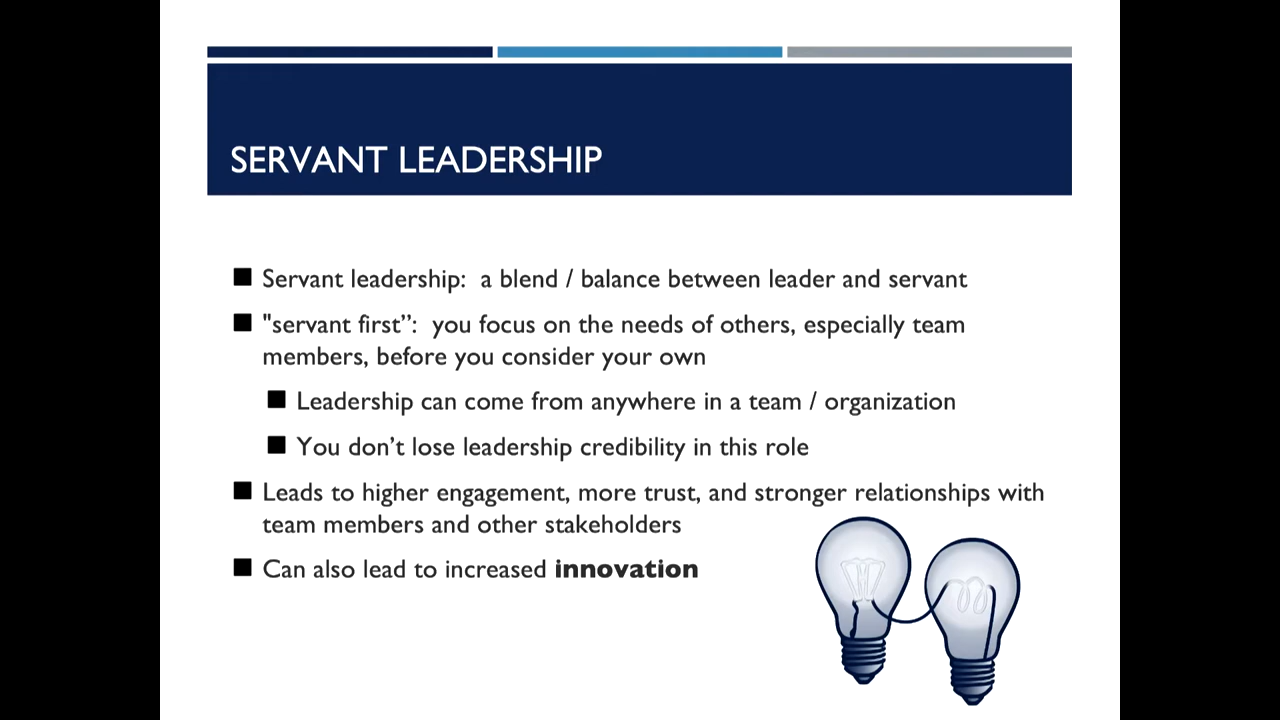 SERVANT LEADERSHIP
Servant leadership:  a blend / balance between leader and servant
"servant first”:  you focus on the needs of others, especially team
members, before you consider your own
Leadership can come from anywhere in a team / organization
You don’t lose leadership credibility in this role
Leads to higher engagement, more trust, and stronger relationships with
team members and other stakeholders
Can also lead to increased innovation